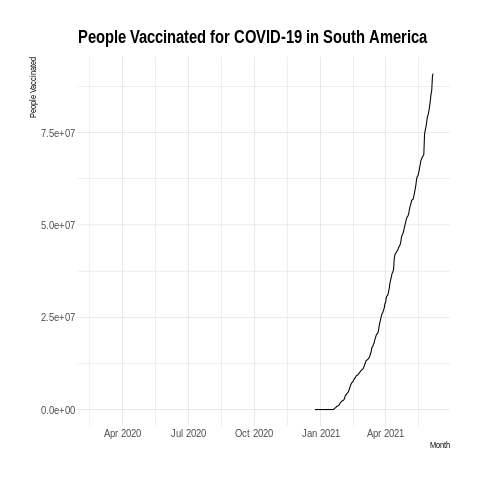 People Vaccinated for COVID-19 in South America
People Vaccinated
7.5e+07
5.0e+07
2.5e+07
0.0e+00
Apr 2020 Jul 2020 Oct 2020 Jan 2021 Apr 2021
Month